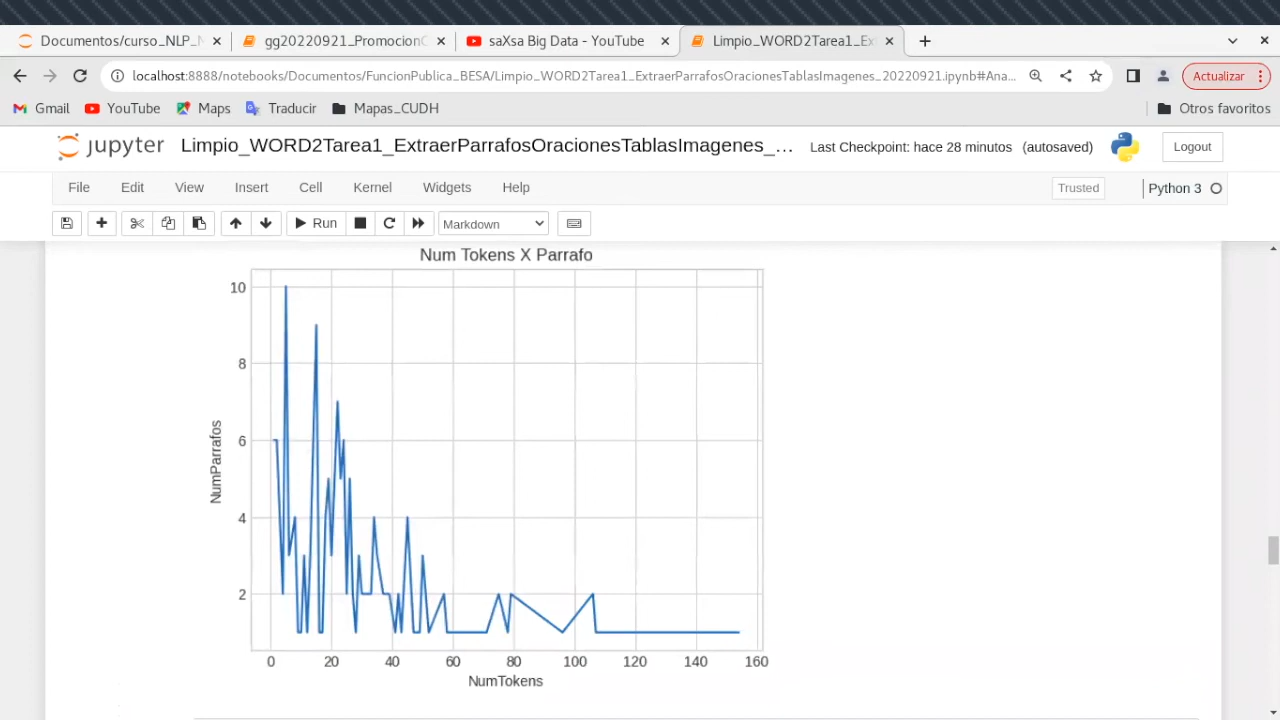 Documentos/curso_NLP_N
gg20220921_PromocionC
saXsa Big Data - YouTube
Limpio_WORD2Tarea1_Ex
localhost:8888/notebooks/Documentos/FuncionPublica_BESA/Limpio_WORD2Tarea1_ExtraerParrafosOracionesTablasImagenes_20220921.ipynb#Ana...
Actualizar
Gmail YouTube Maps Traducir Mapas_CUDH Otros favoritos
jupyter Limpio_WORD2Tarea1_ExtraerParrafosOracionesTablasImagenes_... Last Checkpoint: hace 28 minutos (autosaved) Logout
File Edit View Insert Cell Kernel Widgets Help Trusted Python 3
Run Markdown
Num Tokens X Parrafo
10
8
6
4
2
NumParrafos
0 20 40 60 80 100 120 140 160
NumTokens